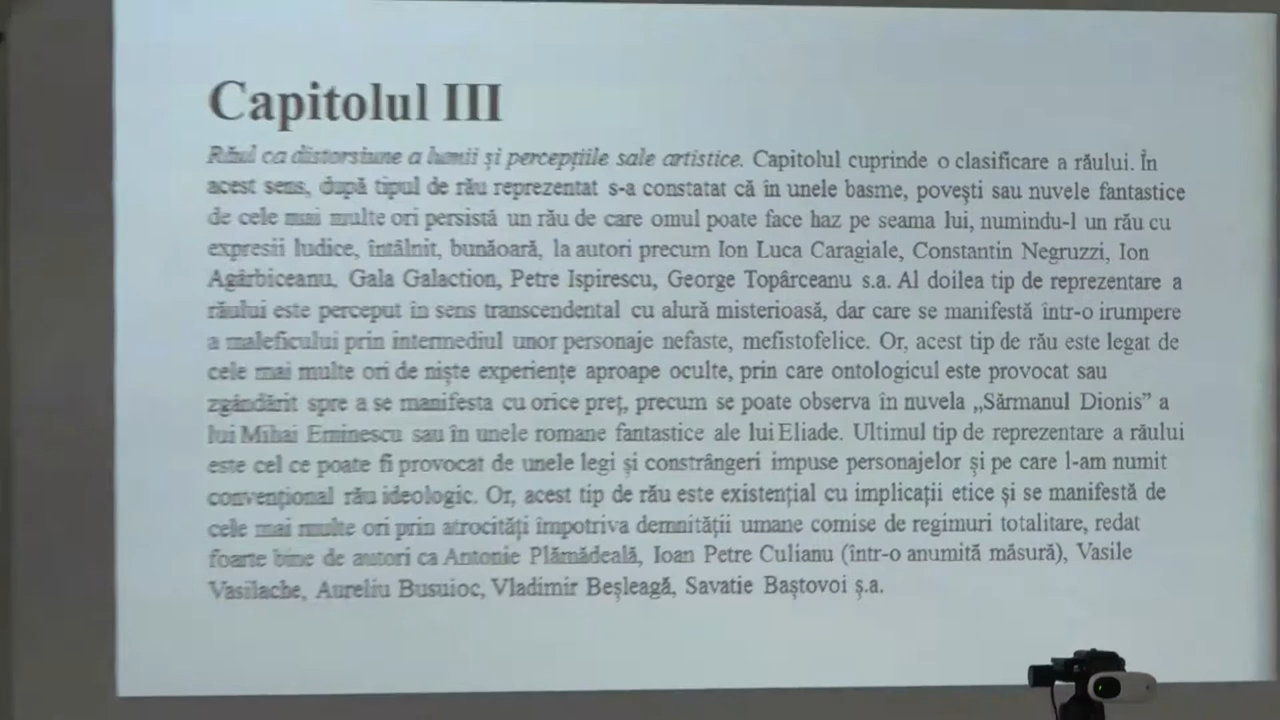 Capitolul III
Răul ca distorsiune a lumii și percepțiile sale artistice. Capitolul cuprinde o clasificare a răului. În
acest sens, după tipul de rău reprezentat s-a constatat că în unele basme, povești sau nuvele fantastice
de cele mai multe ori persistă un rău de care omul poate face haz pe seama lui, numindu-l un rău cu
expresii ludice, întâlnit, bunăoară, la autori precum Ion Luca Caragiale, Constantin Negruzzi, Ion
Agârbiceanu, Gala Galaction, Petre Ispirescu, George Topârceanu s.a. Al doilea tip de reprezentare a
răului este perceput în sens transcendental cu alură misterioasă, dar care se manifestă într-o irumpere
a maleficului prin intermediul unor personaje nefaste, mefistofelice. Or, acest tip de rău este legat de
cele mai multe ori de niște experiențe aproape oculte, prin care ontologicul este provocat sau
zgândărit spre a se manifesta cu orice preț, precum se poate observa în nuvela „Sărmanul Dionis” a
lui Mihai Eminescu sau în unele romane fantastice ale lui Eliade. Ultimul tip de reprezentare a răului
este cel ce poate fi provocat de unele legi și constrângeri impuse personajelor și pe care l-am numit
convențional rău ideologic. Or, acest tip de rău este existențial cu implicații etice și se manifestă de
cele mai multe ori prin atrocități împotriva demnității umane comise de regimuri totalitare, redat
foarte bine de autori ca Antonie Plămădeală, Ioan Petre Culianu (într-o anumită măsură), Vasile
Vasilache, Aureliu Busuioc, Vladimir Beșleagă, Savatie Baștovoi ș.a.